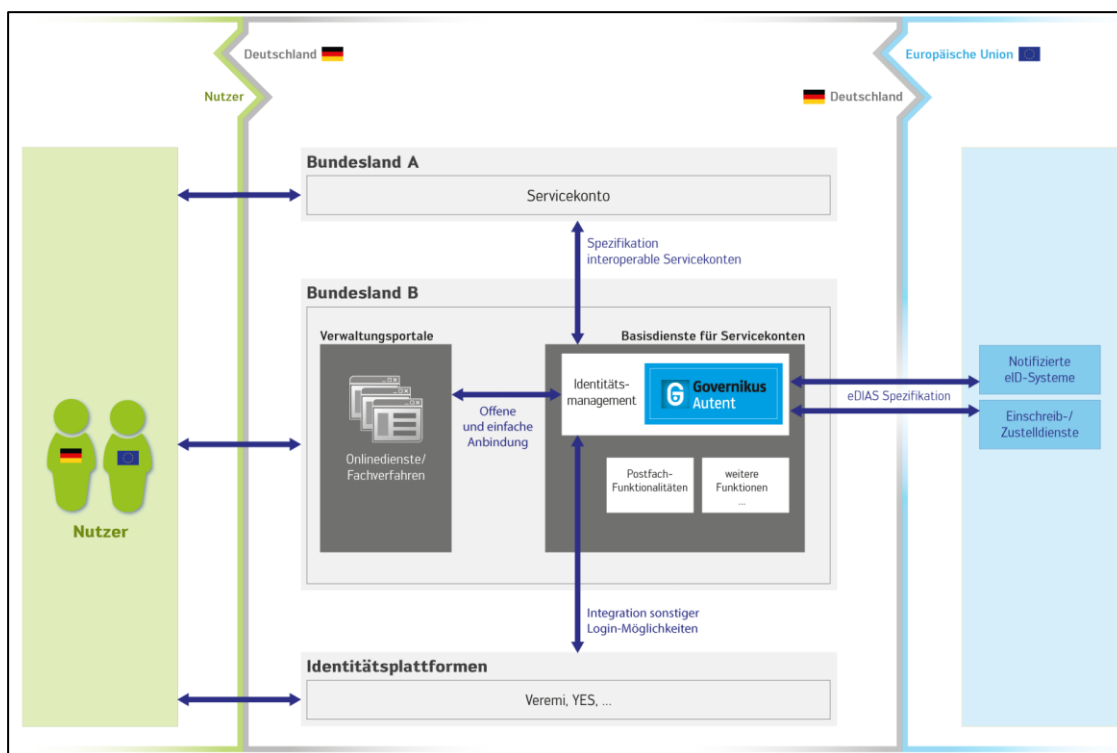 Deutschland
Europäische Union
Nutzer
Deutschland
Bundesland A
Servicekonto
Spezifikation
interoperable Servicekonten
Bundesland B
Verwaltungsportale
Basisdienste für Servicekonten
Onlinedienste/
Fachverfahren
Offene
und einfache
Anbindung
Identitäts-
management
Governikus
Autent
Postfach-
Funktionalitäten
weitere
Funktionen
...
eDIAS Spezifikation
Notifizierte
eID-Systeme
Einschreib-/
Zustelldienste
Nutzer
Integration sonstiger
Login-Möglichkeiten
Identitätsplattformen
Veremi, YES, ...